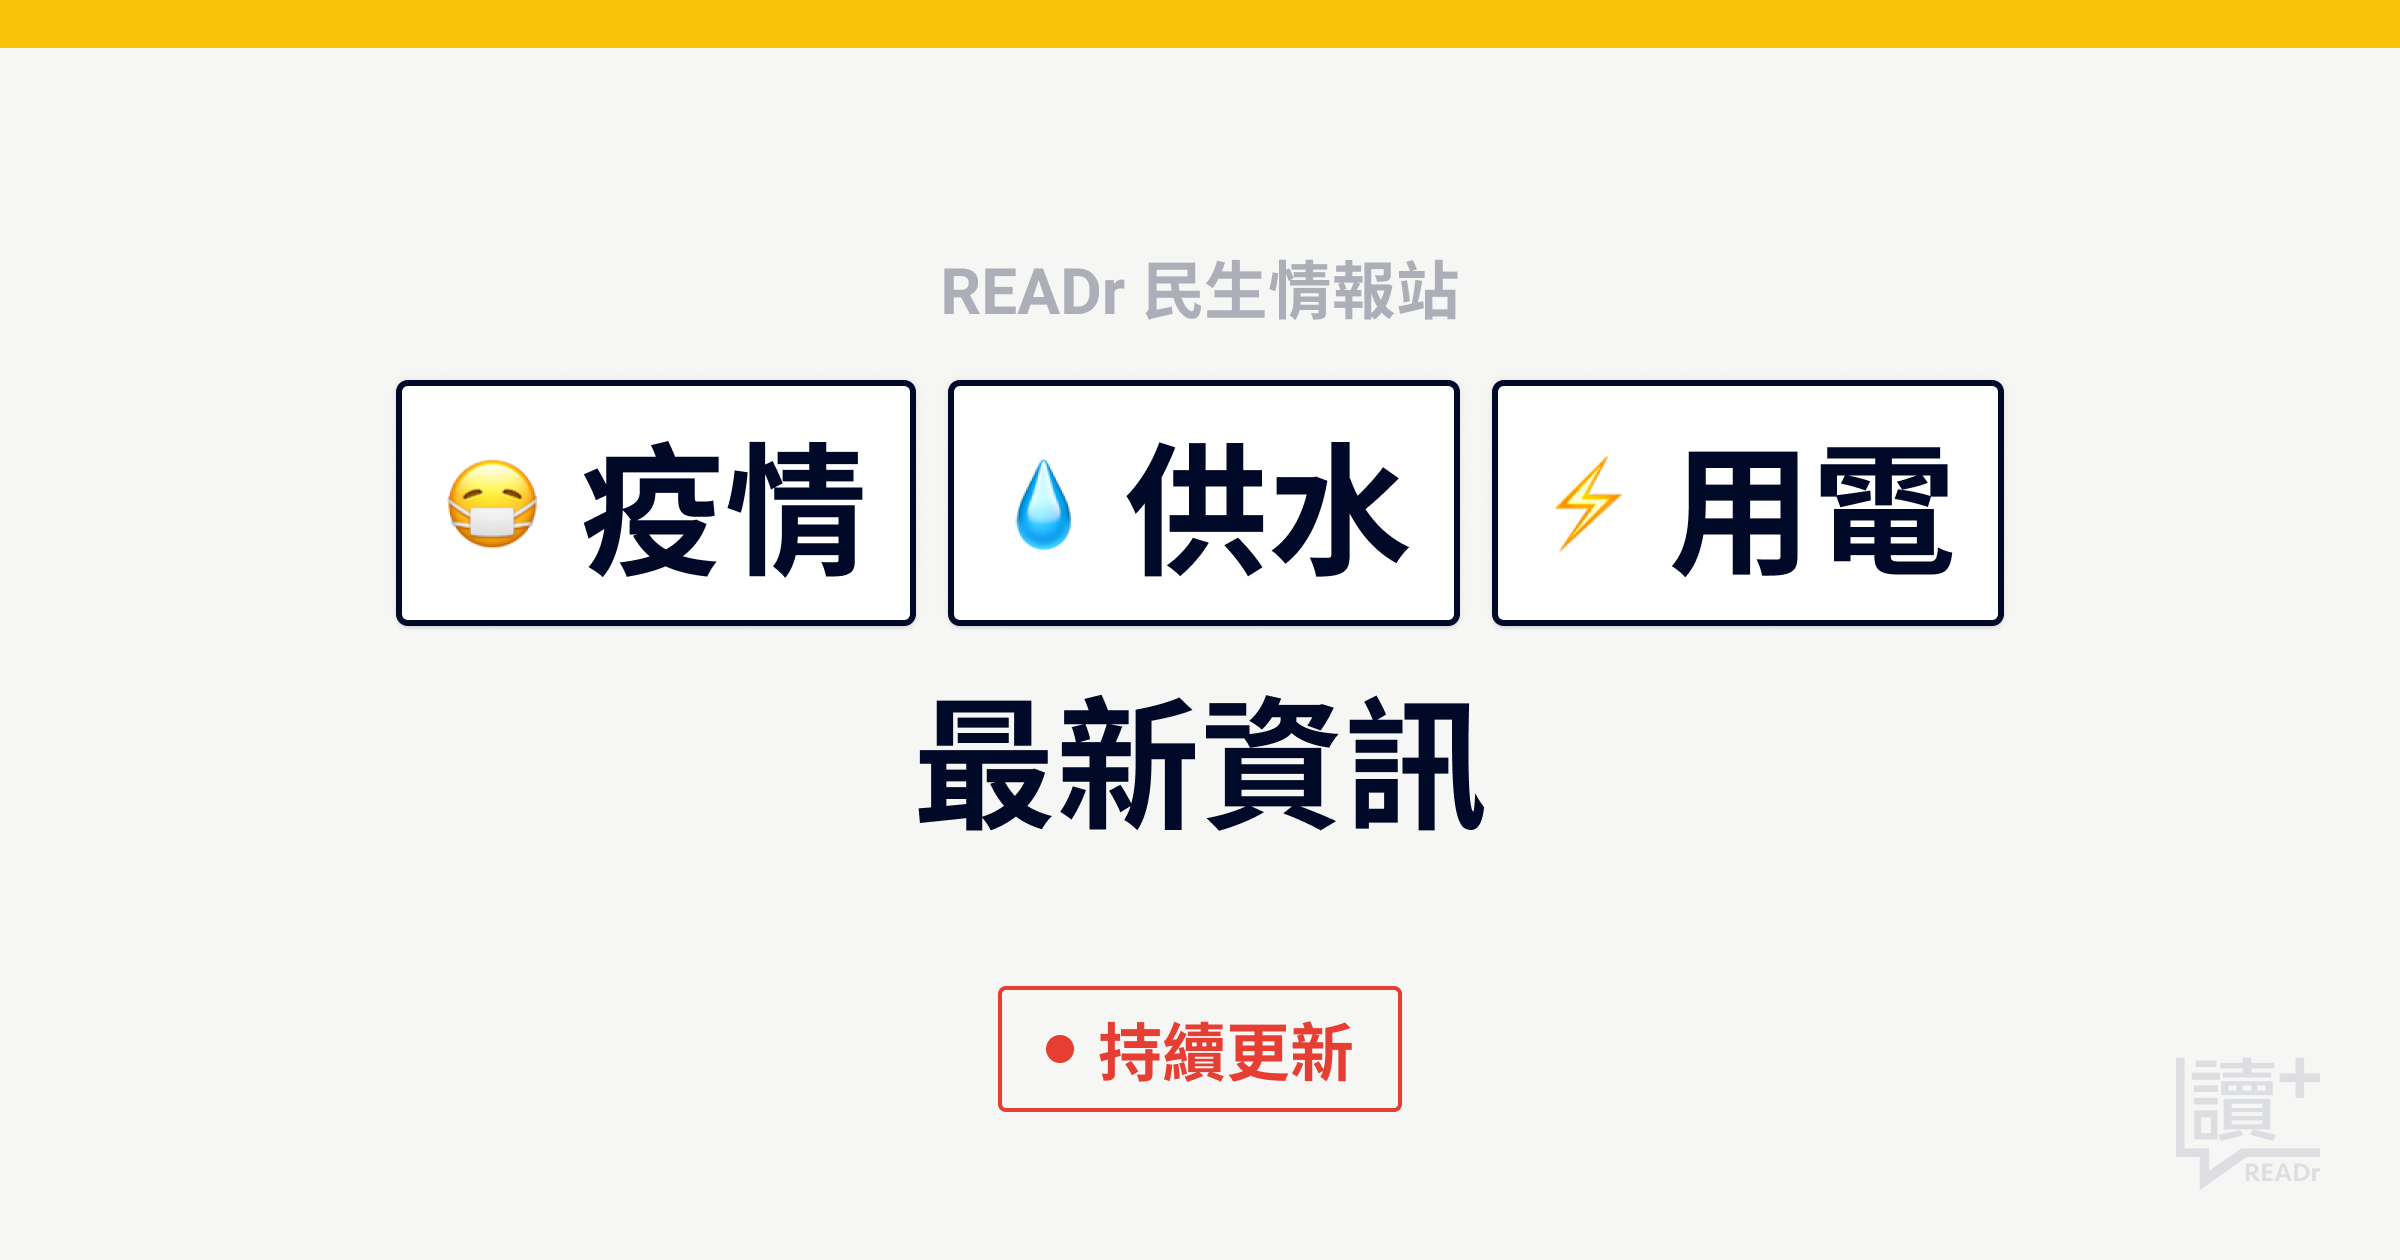 READr 民生情報站
😷 疫情 💧 供水 ⚡ 用電
最新資訊
持續更新
讀+
READr